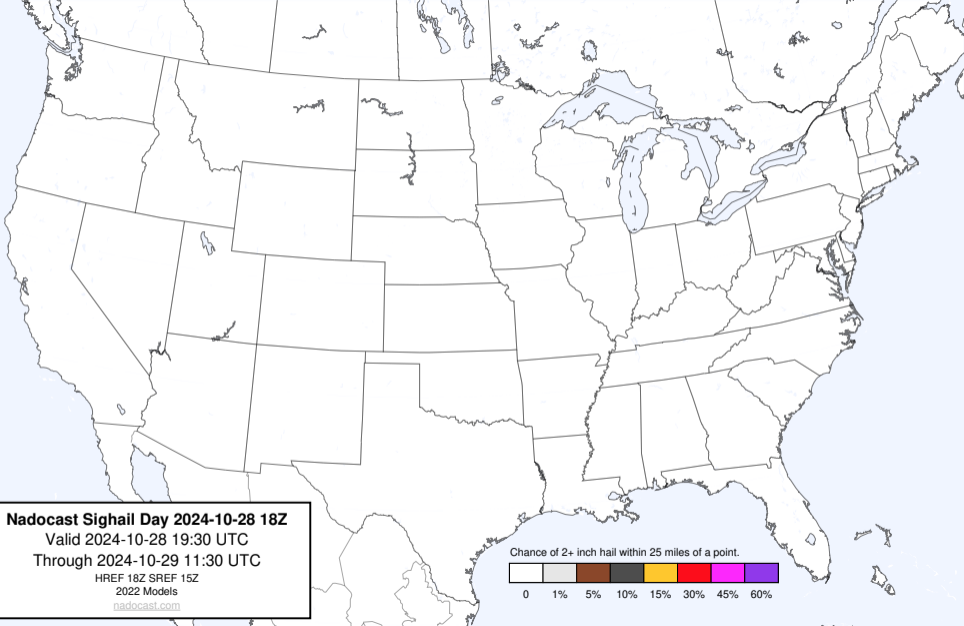 Nadocast Sighail Day 2024-10-28 18Z
Valid 2024-10-28 19:30 UTC
Through 2024-10-29 11:30 UTC
HREF 18Z SREF 15Z
2022 Models
nadocast.com
Chance of 2+ inch hail within 25 miles of a point.
0 1% 5% 10% 15% 30% 45% 60%